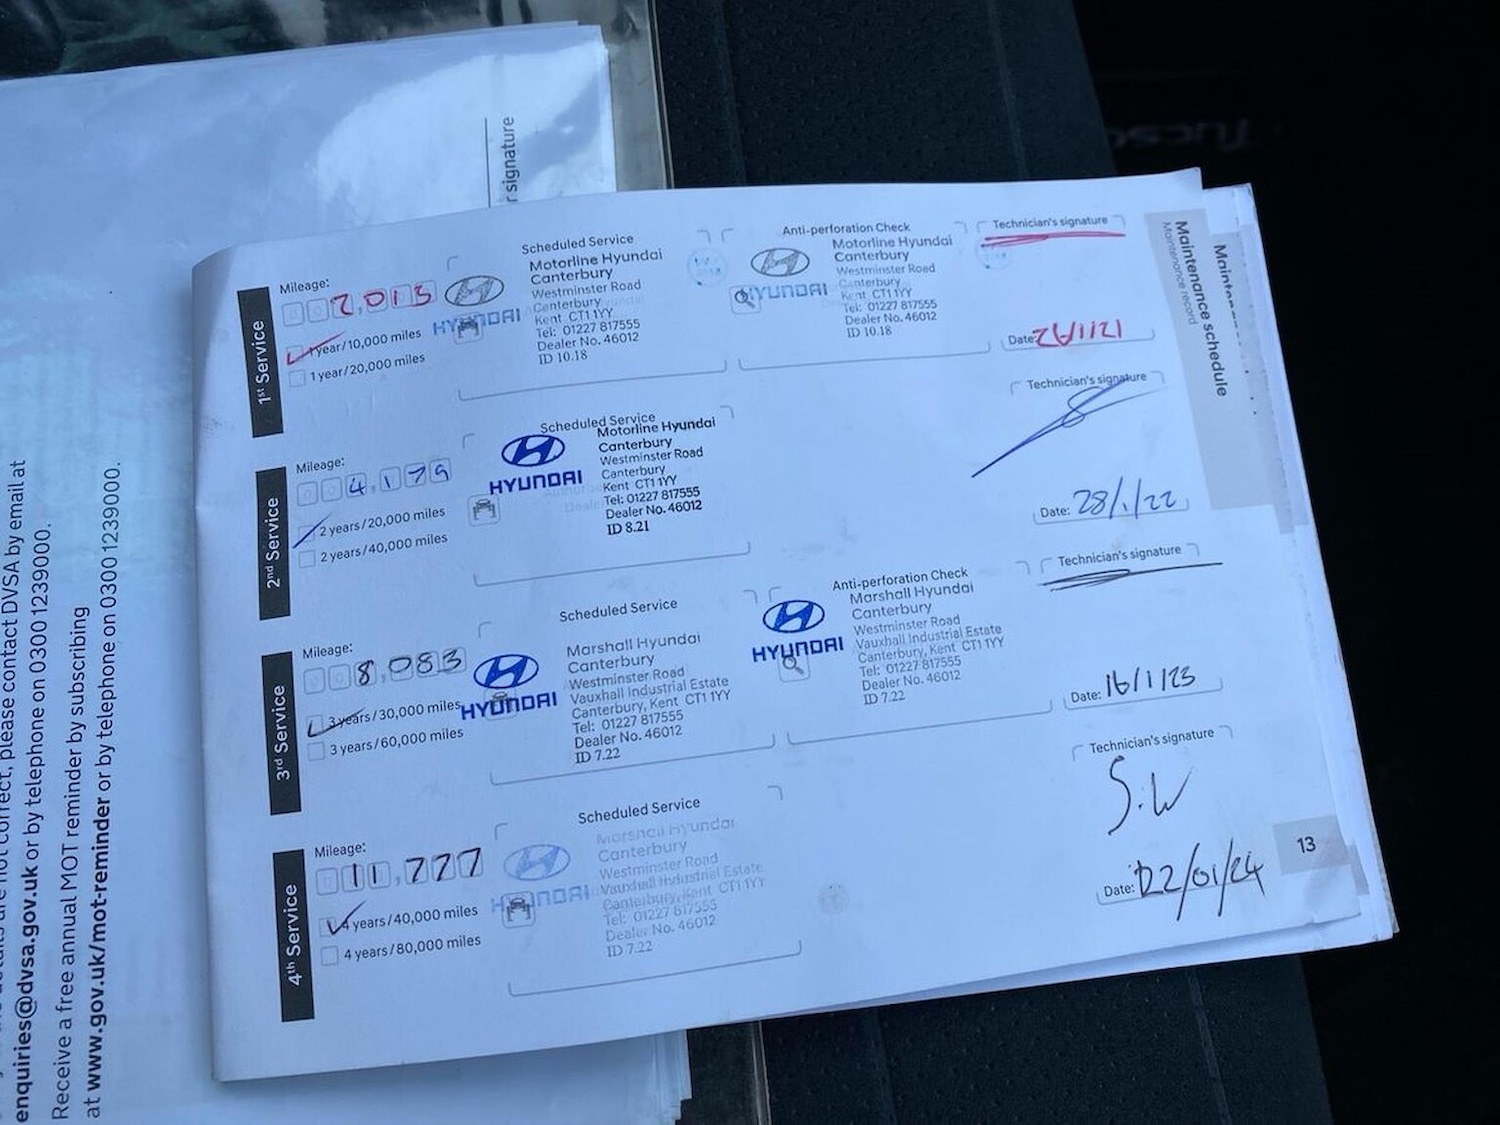 r signature
please contact DVSA by email at
enquiries@dvsa.gov.uk or by telephone on 0300 1239000.
Receive a free annual MOT reminder by subscribing
at www.gov.uk/mot-reminder or by telephone on 0300 1239000.
Tucso
Maintenance schedule
Maintenance record
1st Service
Mileage:
2,013
1 year/10,000 miles
1 year/20,000 miles
Scheduled Service
HYUNDAI
Motorline Hyundai
Canterbury
Westminster Road
Canterbury
Kent CT1 1YY
Tel: 01227 817555
Dealer No. 46012
ID 10.18
Anti-perforation Check
HYUNDAI
Motorline Hyundai
Canterbury
Westminster Road
Canterbury
Kent CT1 1YY
Tel: 01227 817555
Dealer No. 46012
ID 10.18
Technician's signature
Date:
2nd Service
Mileage:
4,179
2 years/20,000 miles
2 years/40,000 miles
Scheduled Service
HYUNDAI
Motorline Hyundai
Canterbury
Westminster Road
Canterbury
Kent CT1 1YY
Tel: 01227 817555
Dealer No. 46012
ID 8.21
Technician's signature
Date: 28/1/22
3rd Service
Mileage:
8,083
3 years/30,000 miles
3 years/60,000 miles
Scheduled Service
HYUNDAI
Marshall Hyundai
Canterbury
Westminster Road
Vauxhall Industrial Estate
Canterbury, Kent CT1 1YY
Tel: 01227 817555
Dealer No. 46012
ID 7.22
Anti-perforation Check
HYUNDAI
Marshall Hyundai
Canterbury
Westminster Road
Vauxhall Industrial Estate
Canterbury, Kent CT1 1YY
Tel: 01227 817555
Dealer No. 46012
ID 7.22
Technician's signature
Date: 16/1/23
4th Service
Mileage:
11,777
4 years/40,000 miles
4 years/80,000 miles
Scheduled Service
HYUNDAI
Marshall Hyundai
Canterbury
Westminster Road
Vauxhall Industrial Estate
Canterbury, Kent CT1 1YY
Tel: 01227 817555
Dealer No. 46012
ID 7.22
Technician's signature
S.W
Date: 22/01/24
13